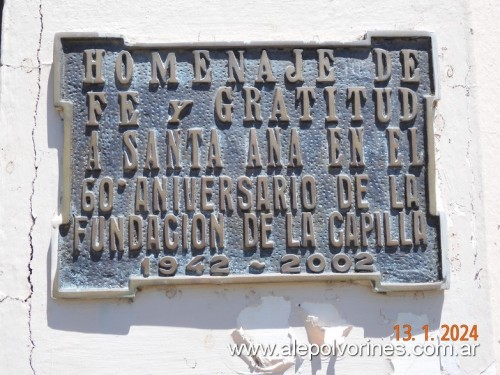 HOMENAJE DE
FE Y GRATITUD
A SANTA ANA EN EL
60° ANIVERSARIO DE LA
FUNDACIÓN DE LA CAPILLA
1942 ~ 2002
13. 1. 2024
www.alepolvorines.com.ar